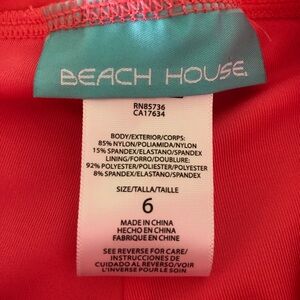 BEACH HOUSE
RN85736
CA17634
BODY/EXTERIOR/CORPS:
85% NYLON/POLIAMIDA/NYLON
15% SPANDEX/ELASTANO/SPANDEX
LINING/FORRO/DOUBLURE:
92% POLYESTER/POLIESTER/POLYESTER
8% SPANDEX/ELASTANO/SPANDEX
SIZE/TALLA/TAILLE
6
MADE IN CHINA
HECHO EN CHINA
FABRIQUE EN CHINE
SEE REVERSE FOR CARE/
INSTRUCCIONES DE
CUIDADO AL REVERSO/VOIR
L'INVERSE POUR LE SOIN